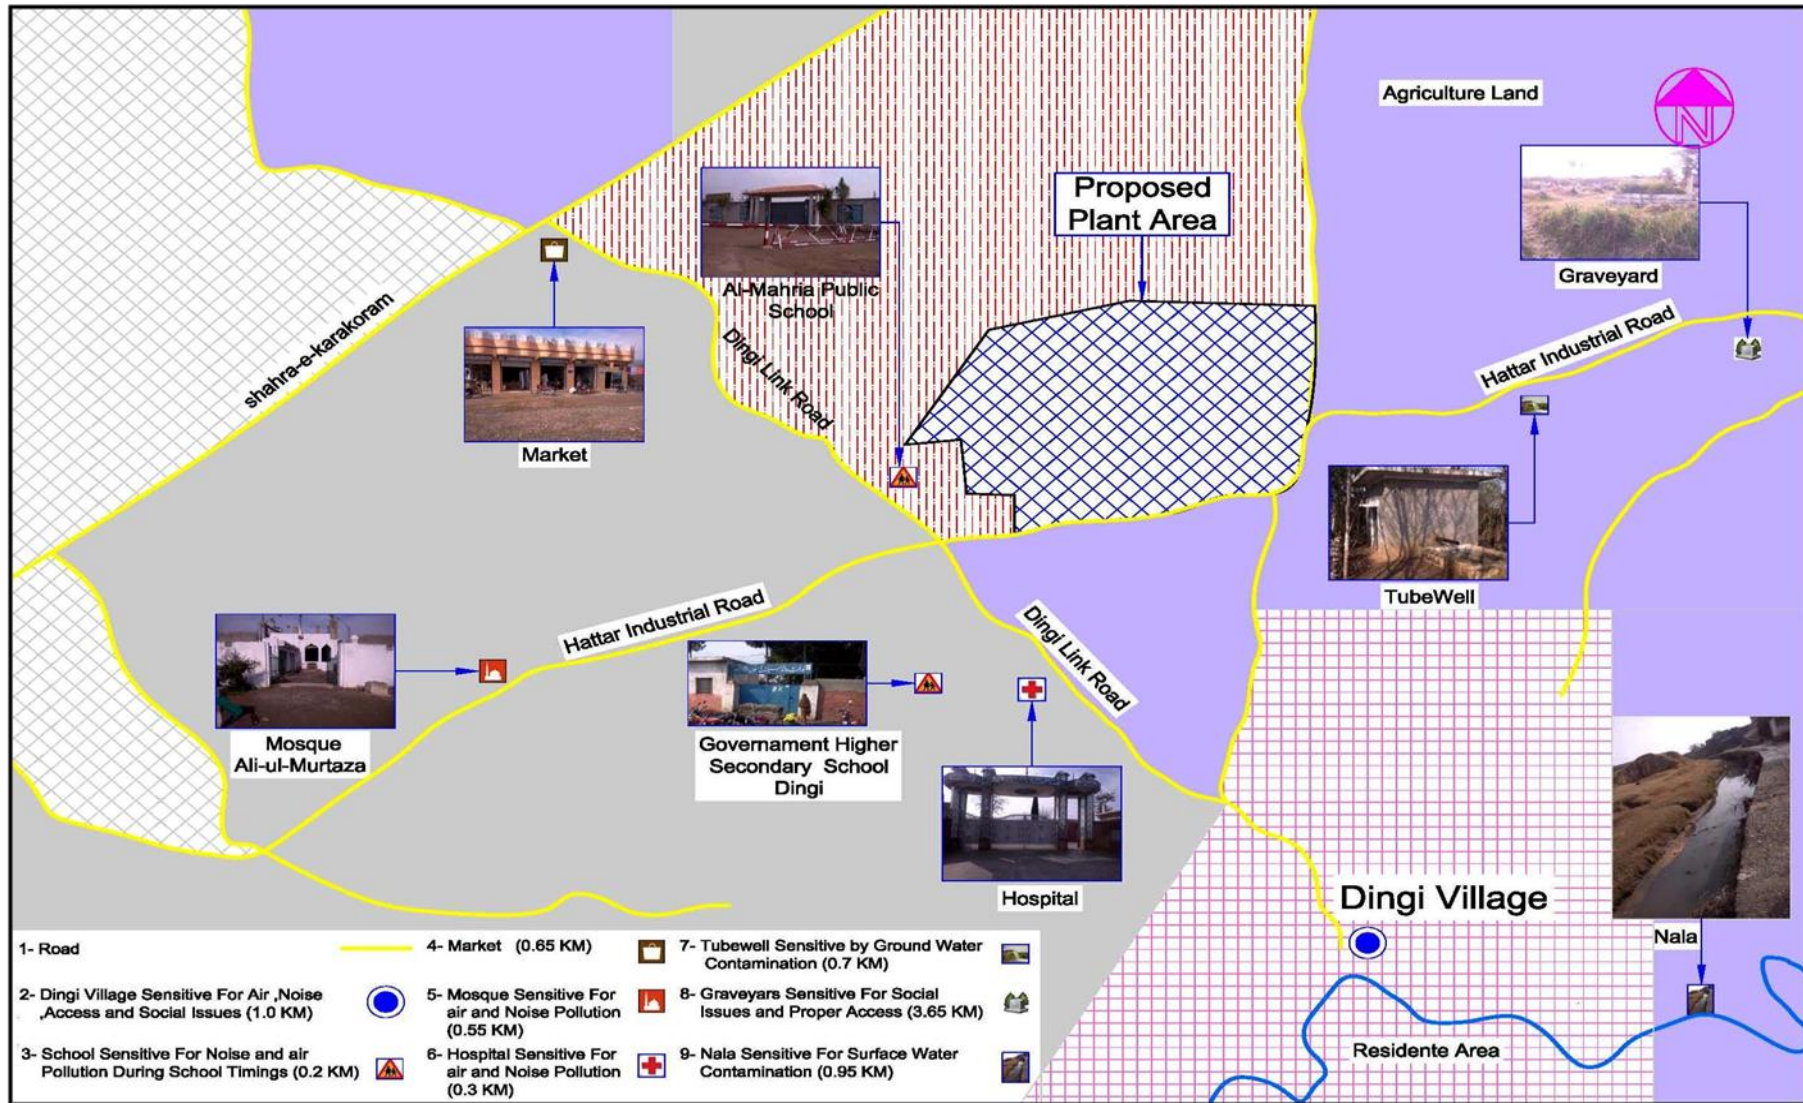 Agriculture Land
N
Proposed
Plant Area
Graveyard
Al-Mahria Public
School
shahra-e-karakoram
Dingi Link Road
Hattar Industrial Road
Market
TubeWell
Hattar Industrial Road
Dingi Link Road
Mosque
Ali-ul-Murtaza
Governament Higher
Secondary School
Dingi
Hospital
Dingi Village
Nala
Residente Area
1- Road
2- Dingi Village Sensitive For Air ,Noise
,Access and Social Issues (1.0 KM)
3- School Sensitive For Noise and air
Pollution During School Timings (0.2 KM)
4- Market (0.65 KM)
5- Mosque Sensitive For
air and Noise Pollution
(0.55 KM)
6- Hospital Sensitive For
air and Noise Pollution
(0.3 KM)
7- Tubewell Sensitive by Ground Water
Contamination (0.7 KM)
8- Graveyars Sensitive For Social
Issues and Proper Access (3.65 KM)
9- Nala Sensitive For Surface Water
Contamination (0.95 KM)